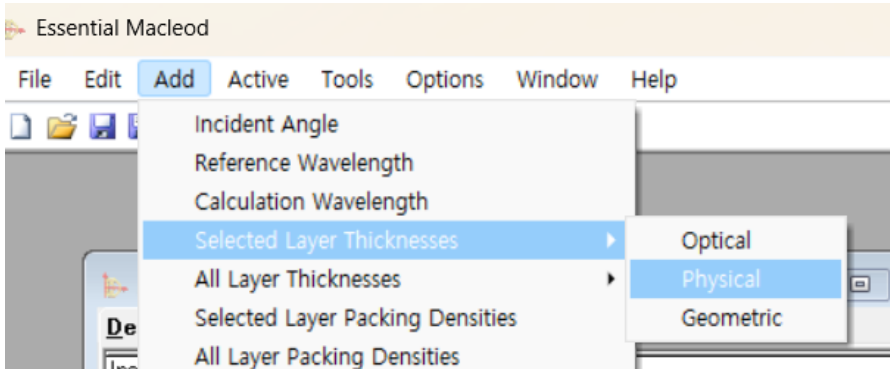 Essential Macleod
File Edit Add Active Tools Options Window Help
Incident Angle
Reference Wavelength
Calculation Wavelength
Selected Layer Thicknesses
Optical
All Layer Thicknesses
Physical
Selected Layer Packing Densities
Geometric
All Layer Packing Densities
De